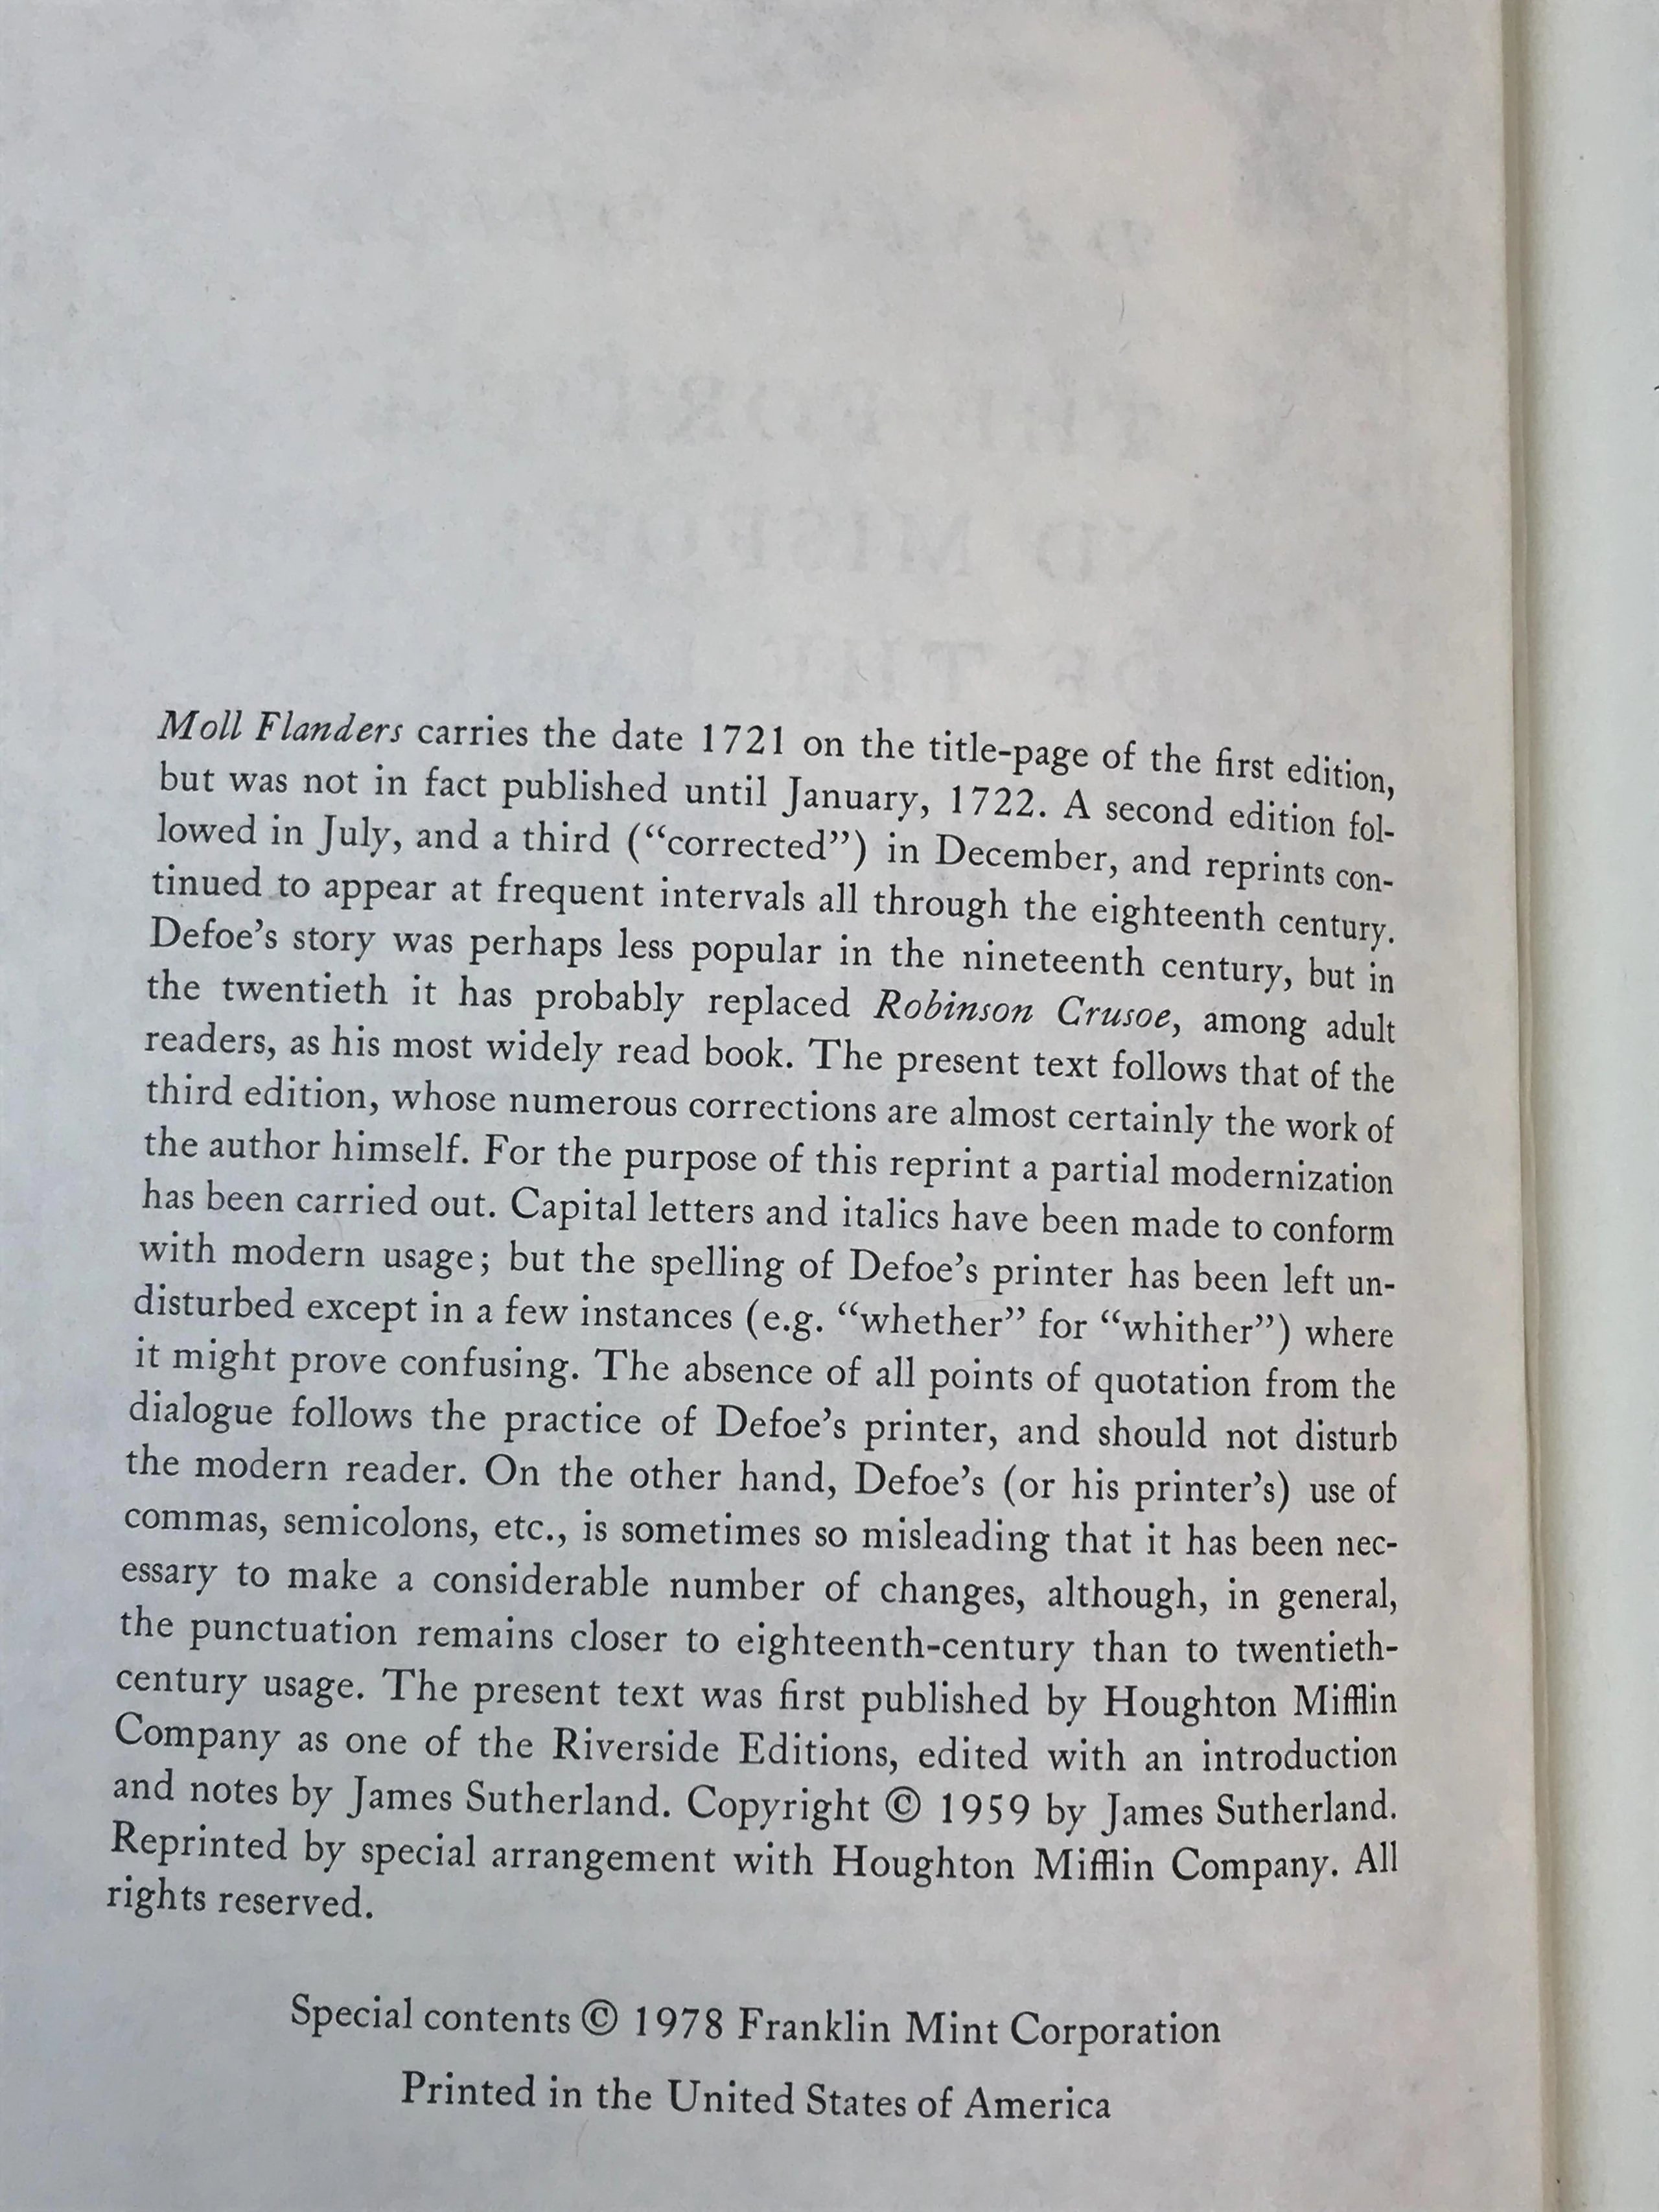 Moll Flanders carries the date 1721 on the title-page of the first edition,
but was not in fact published until January, 1722. A second edition fol-
lowed in July, and a third (“corrected”) in December, and reprints con-
tinued to appear at frequent intervals all through the eighteenth century.
Defoe’s story was perhaps less popular in the nineteenth century, but in
the twentieth it has probably replaced Robinson Crusoe, among adult
readers, as his most widely read book. The present text follows that of the
third edition, whose numerous corrections are almost certainly the work of
the author himself. For the purpose of this reprint a partial modernization
has been carried out. Capital letters and italics have been made to conform
with modern usage; but the spelling of Defoe’s printer has been left un-
disturbed except in a few instances (e.g. “whether” for “whither”) where
it might prove confusing. The absence of all points of quotation from the
dialogue follows the practice of Defoe’s printer, and should not disturb
the modern reader. On the other hand, Defoe’s (or his printer’s) use of
commas, semicolons, etc., is sometimes so misleading that it has been nec-
essary to make a considerable number of changes, although, in general,
the punctuation remains closer to eighteenth-century than to twentieth-
century usage. The present text was first published by Houghton Mifflin
Company as one of the Riverside Editions, edited with an introduction
and notes by James Sutherland. Copyright © 1959 by James Sutherland.
Reprinted by special arrangement with Houghton Mifflin Company. All
rights reserved.
Special contents © 1978 Franklin Mint Corporation
Printed in the United States of America